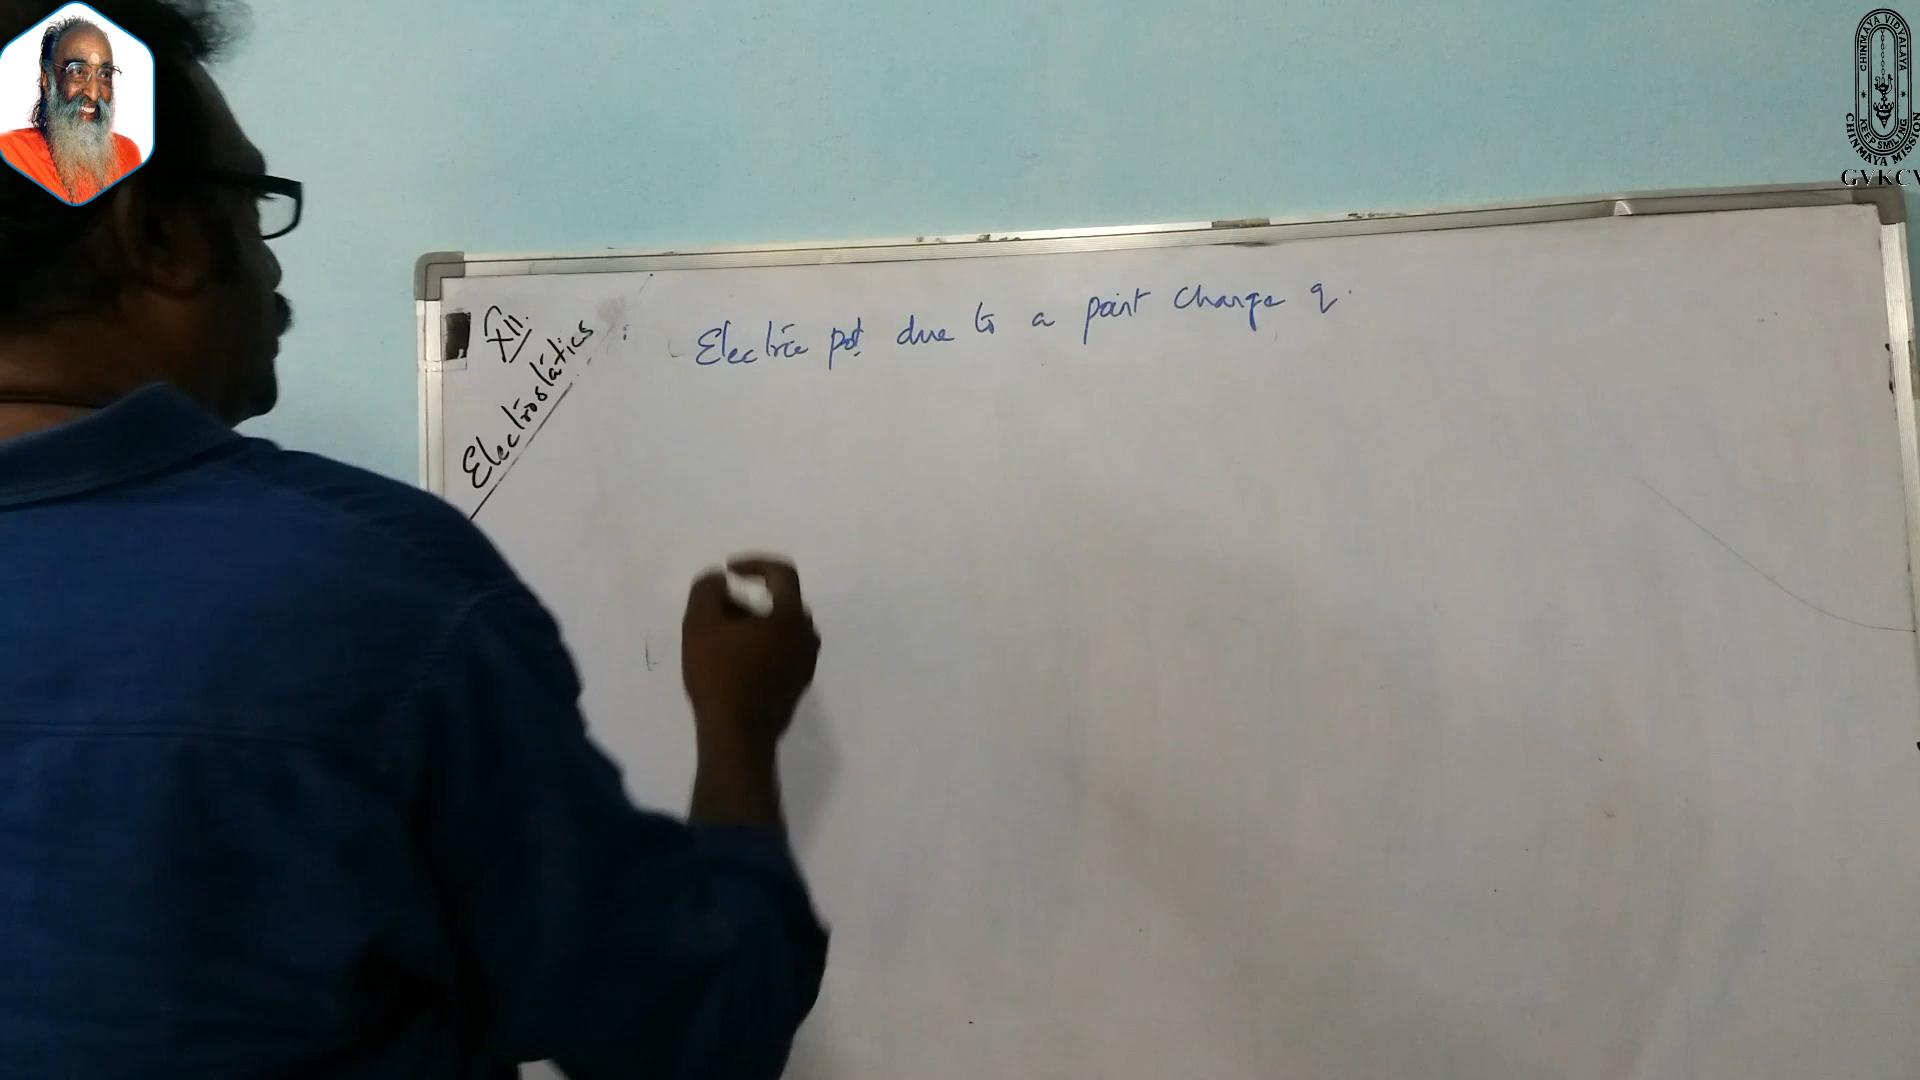 XII.
Electrostatics :
Electric pot due to a point charge q.
CHINMAYA VIDYALAYA
KEEP SMILING
CHINMAYA MISSION
GVKCV